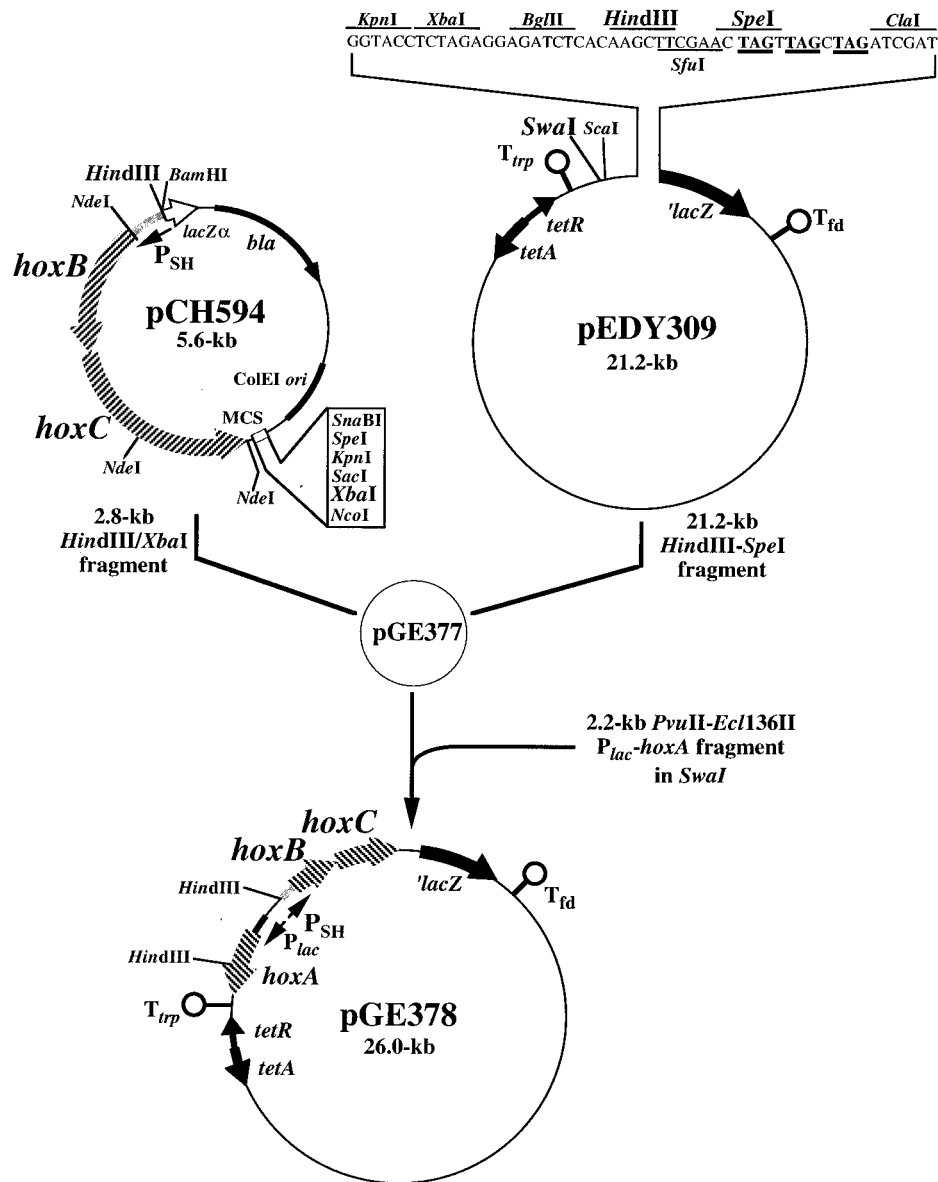 KpnI XbaI BglII HindIII SpeI ClaI
GGTACCTCTAGAGGAGATCTCACAAGCTTCGAAC TAGTTAGCTAG ATCGAT
SfuI
SwaI ScaI
Ttrp
'lacZ
Tfd
tetR
tetA
pEDY309
21.2-kb
HindIII BamHI
NdeI
lacZα
bla
PSH
hoxB
pCH594
5.6-kb
ColEI ori
MCS
hoxC
NdeI
NdeI
SnaBI
SpeI
KpnI
SacI
XbaI
NcoI
2.8-kb
HindIII/XbaI
fragment
21.2-kb
HindIII-SpeI
fragment
pGE377
2.2-kb PvuII-Ecl136II
Plac-hoxA fragment
in SwaI
hoxC
hoxB
'lacZ
Tfd
HindIII
PSH
Plac
HindIII
hoxA
Ttrp
tetR
tetA
pGE378
26.0-kb